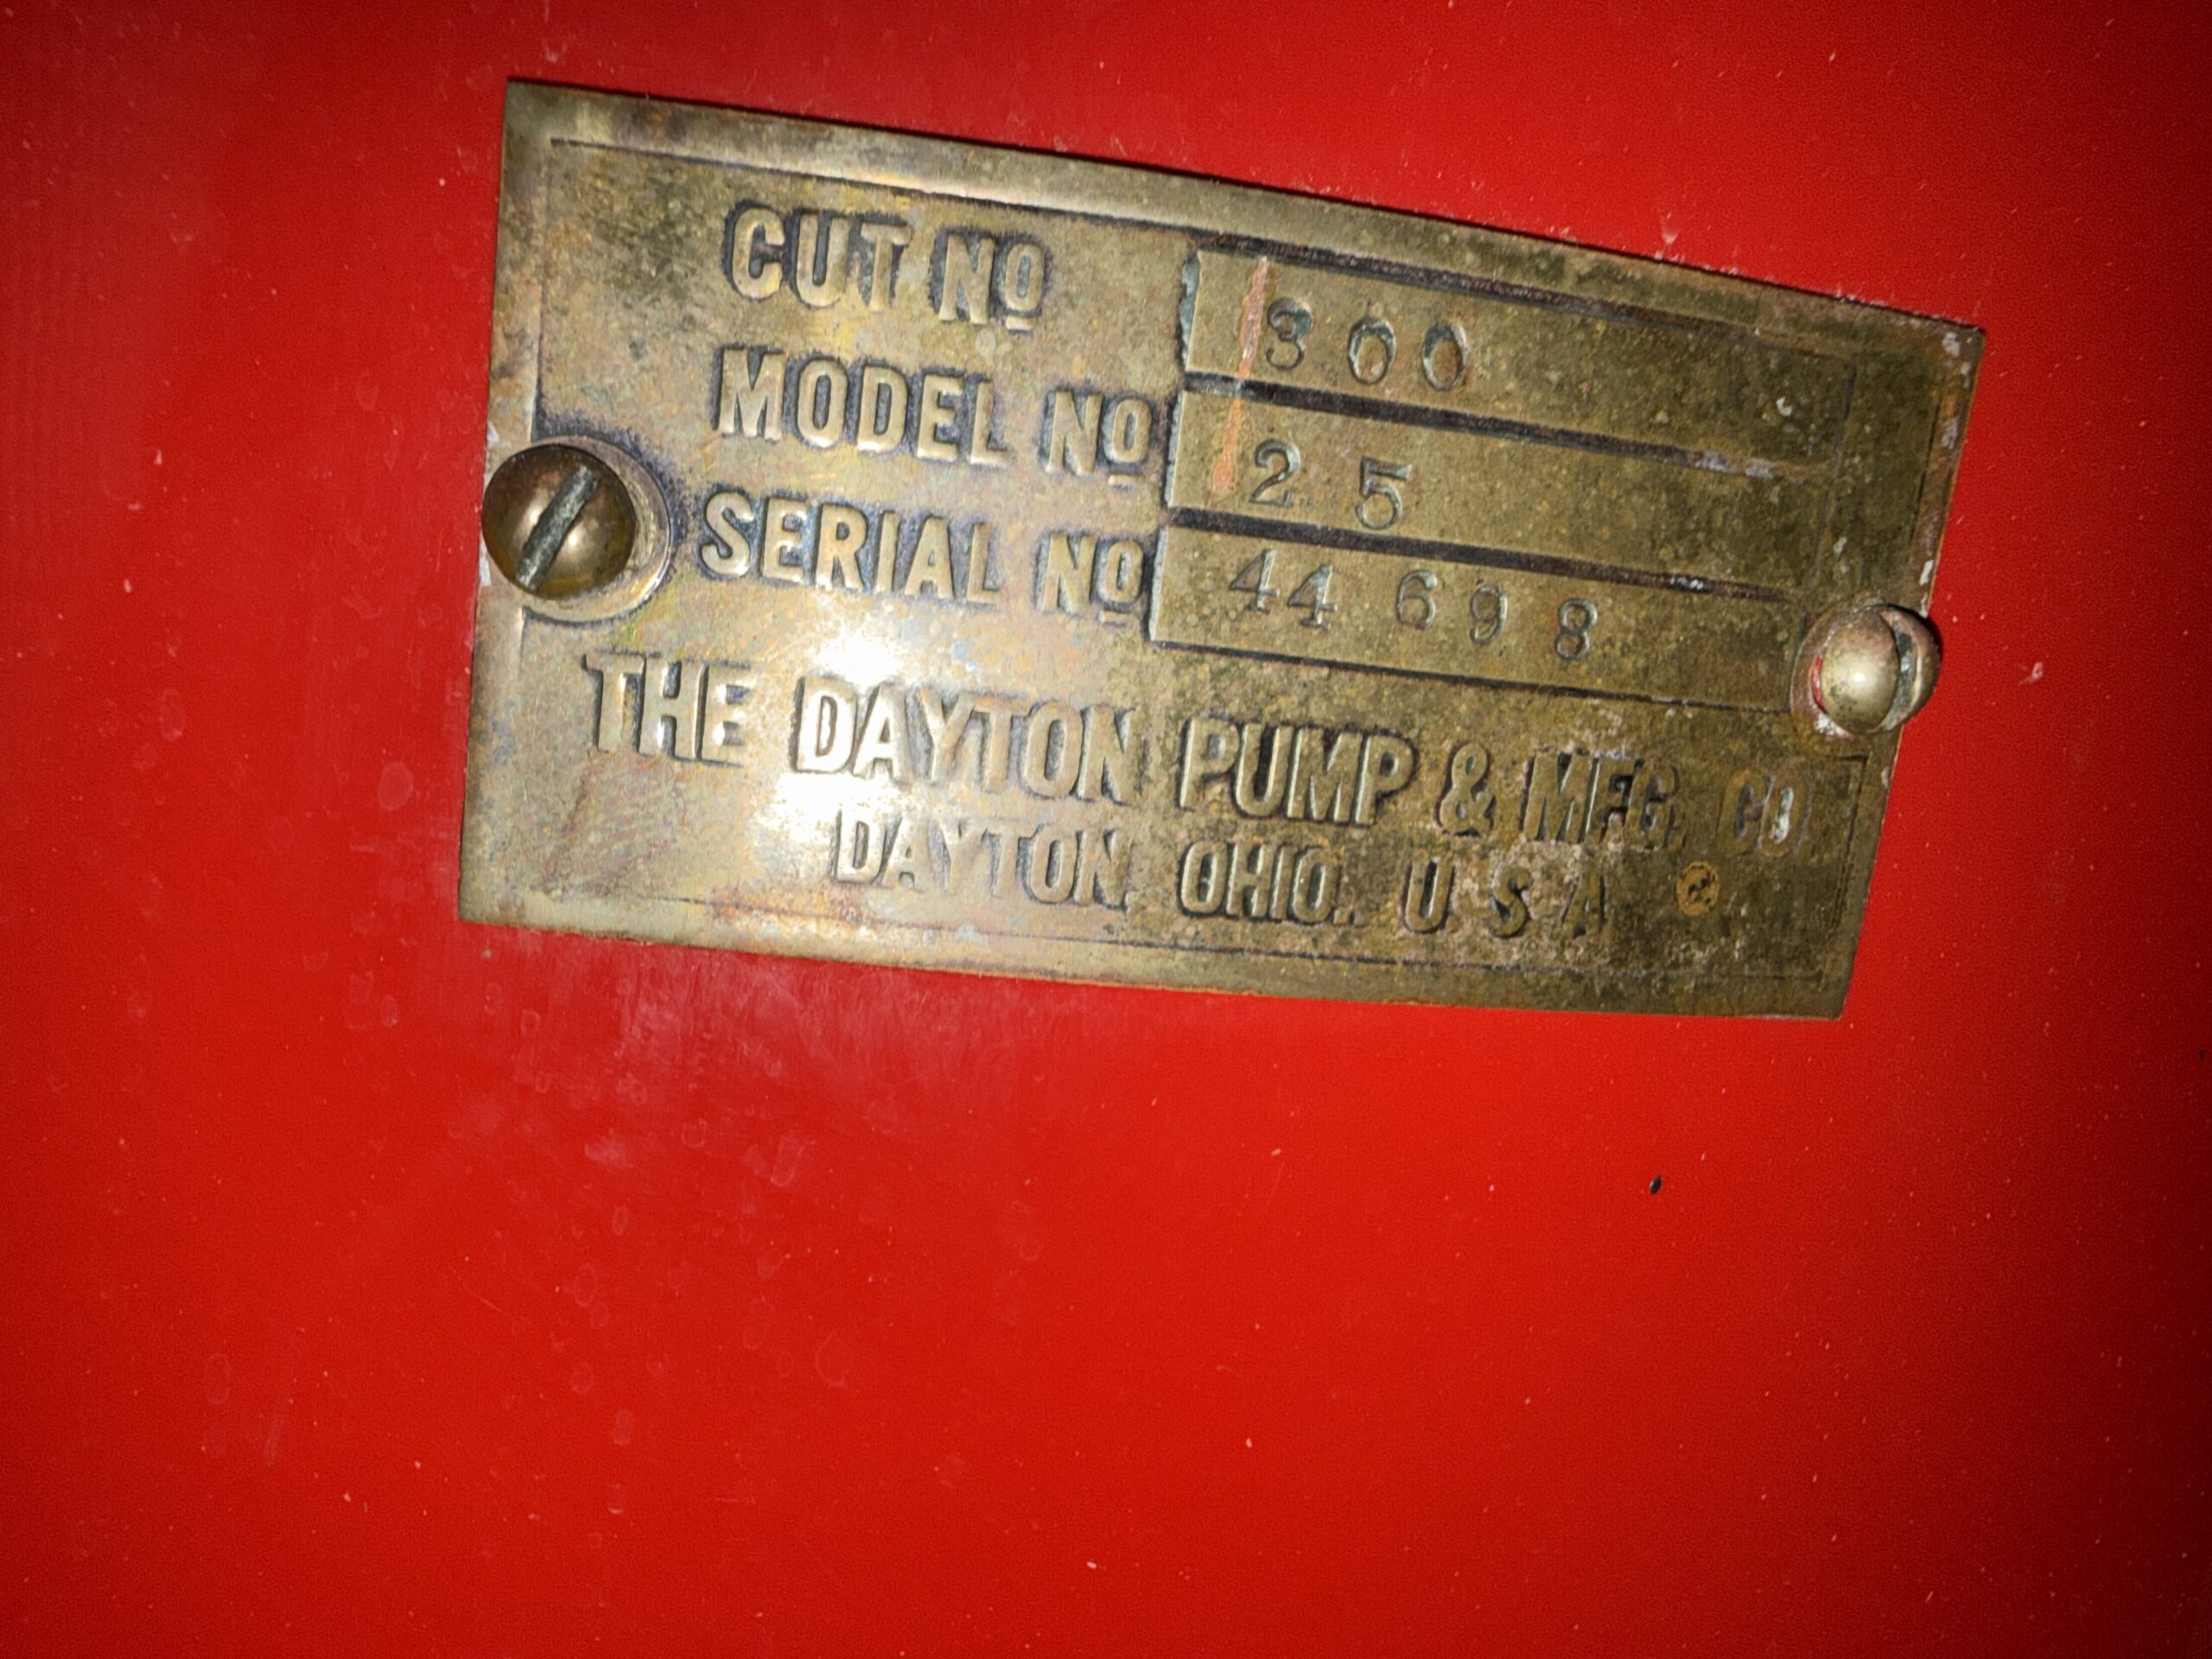 CUT Nº 300
MODEL Nº 25
SERIAL Nº 44698
THE DAYTON PUMP & MFG. CO.
DAYTON, OHIO. U.S.A.